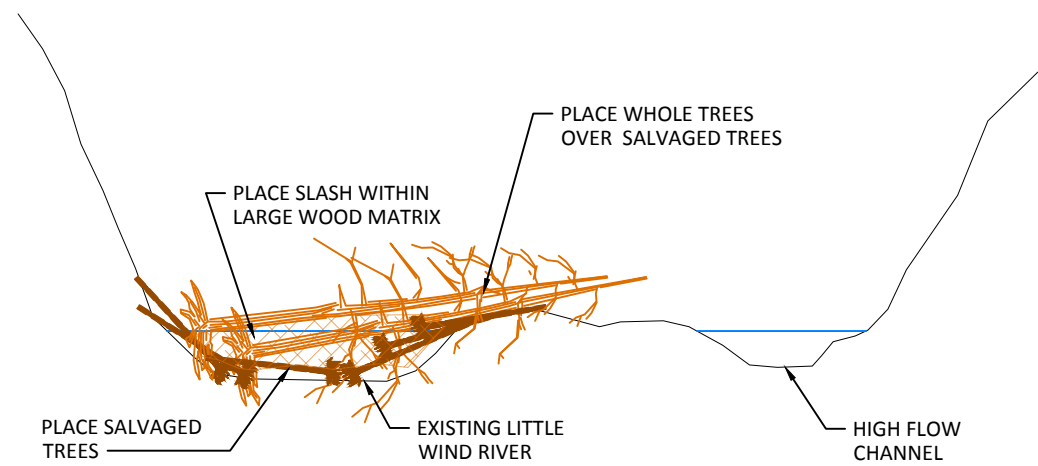 PLACE WHOLE TREES
OVER SALVAGED TREES
PLACE SLASH WITHIN
LARGE WOOD MATRIX
PLACE SALVAGED
TREES
EXISTING LITTLE
WIND RIVER
HIGH FLOW
CHANNEL